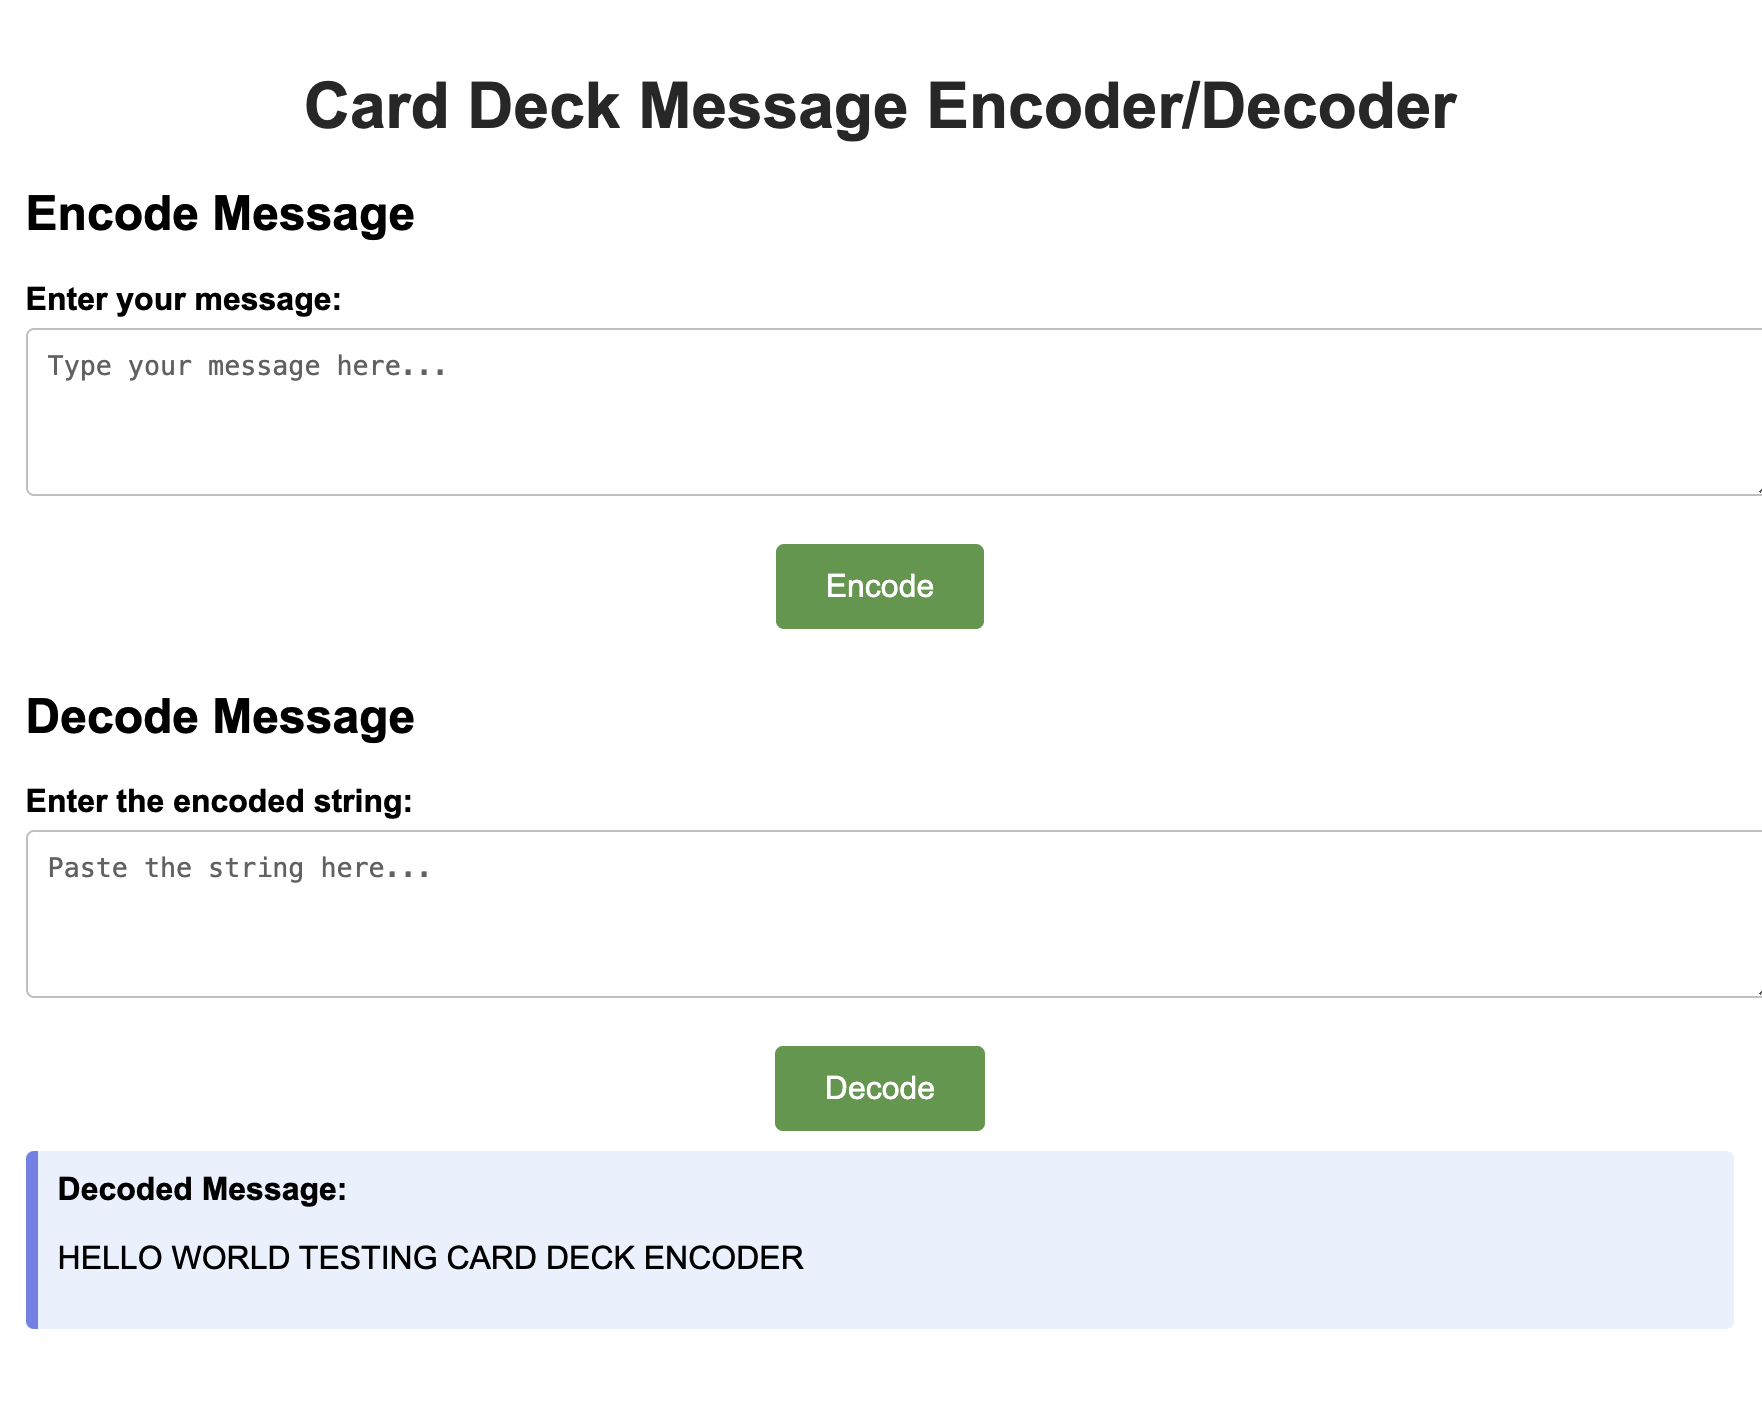 Card Deck Message Encoder/Decoder
Encode Message
Enter your message:
Type your message here...
Encode
Decode Message
Enter the encoded string:
Paste the string here...
Decode
Decoded Message:
HELLO WORLD TESTING CARD DECK ENCODER